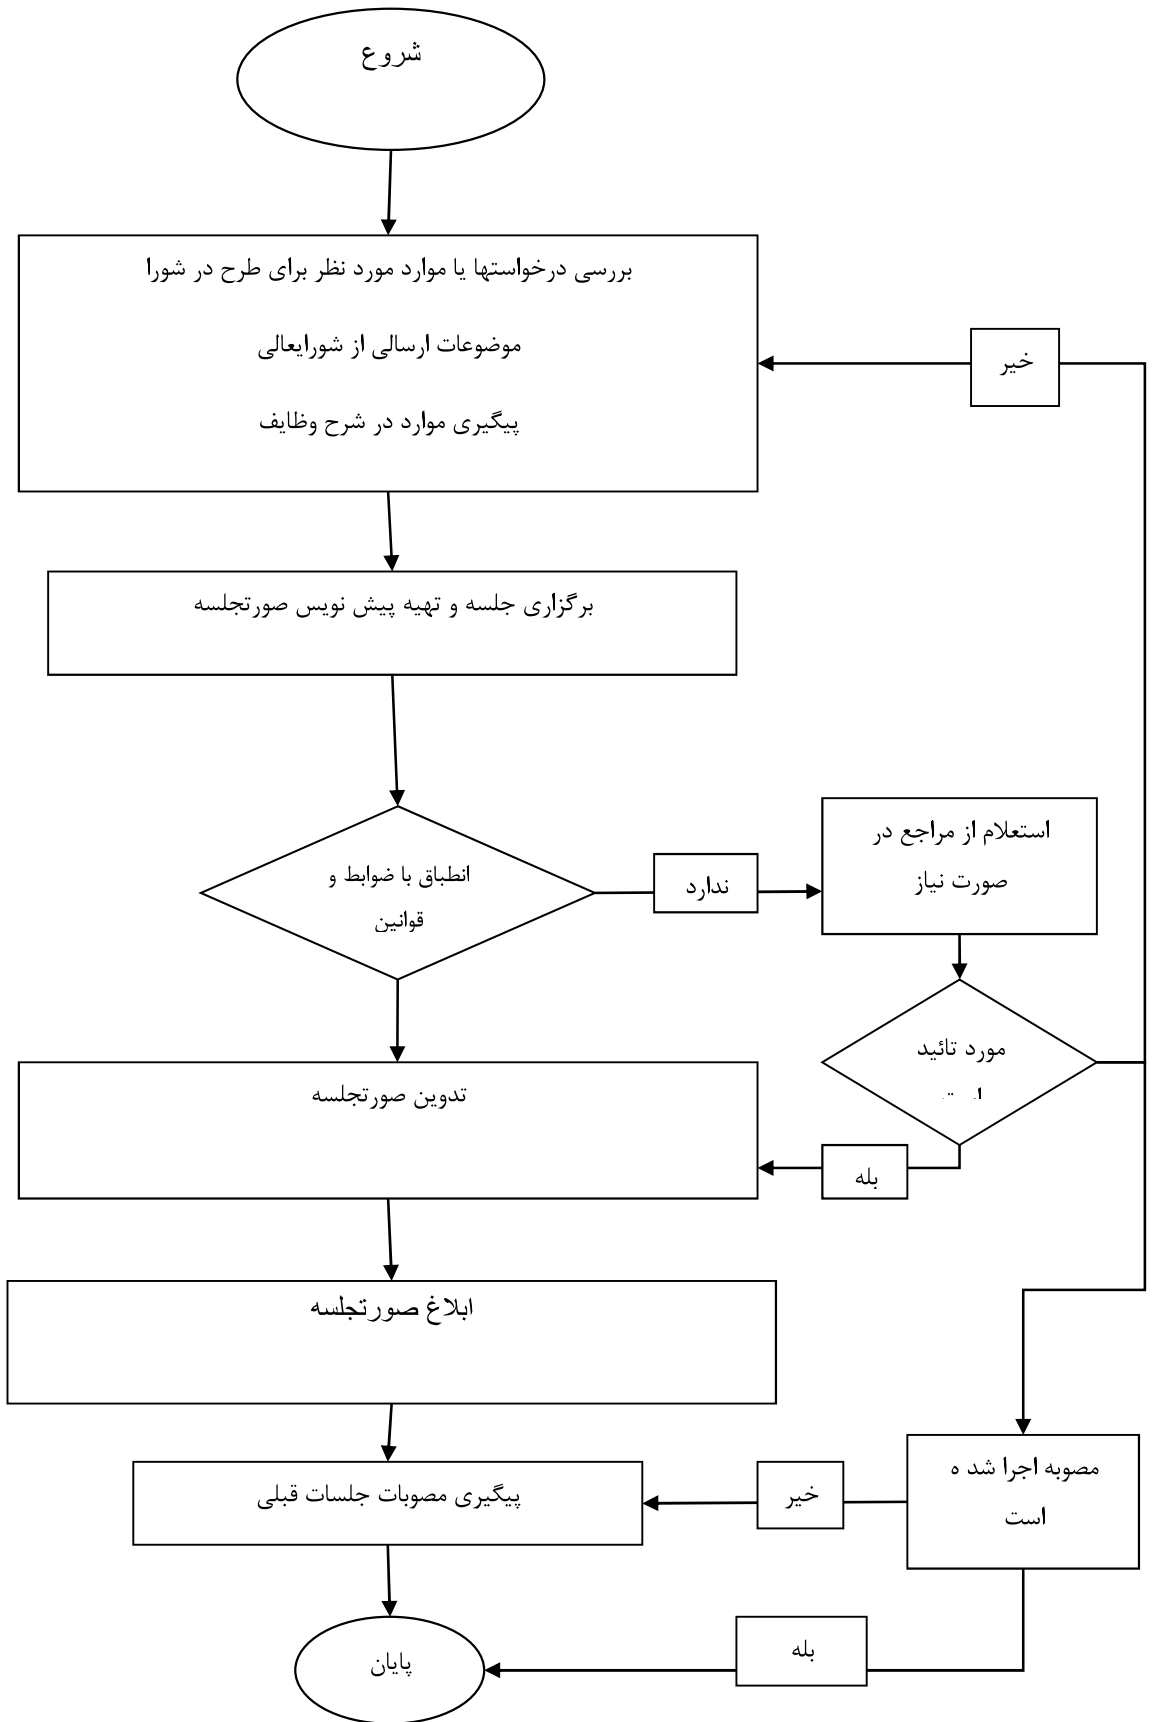 شروع
بررسی درخواستها یا موارد مورد نظر برای طرح در شورا
موضوعات ارسالی از شورایعالی
پیگیری موارد در شرح وظایف
خیر
برگزاری جلسه و تهیه پیش نویس صورتجلسه
استعلام از مراجع در
صورت نیاز
انطباق با ضوابط و
قوانین
ندارد
مورد تائید
تدوین صورتجلسه
بله
ابلاغ صورتجلسه
مصوبه اجرا شد ه
است
خیر
پیگیری مصوبات جلسات قبلی
بله
پایان